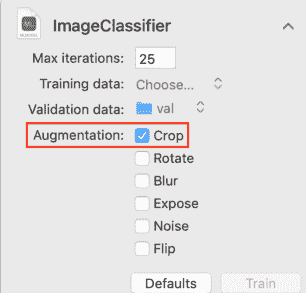 ImageClassifier
Max iterations: 25
Training data: Choose...
Validation data: val
Augmentation: Crop
Rotate
Blur
Expose
Noise
Flip
Defaults Train